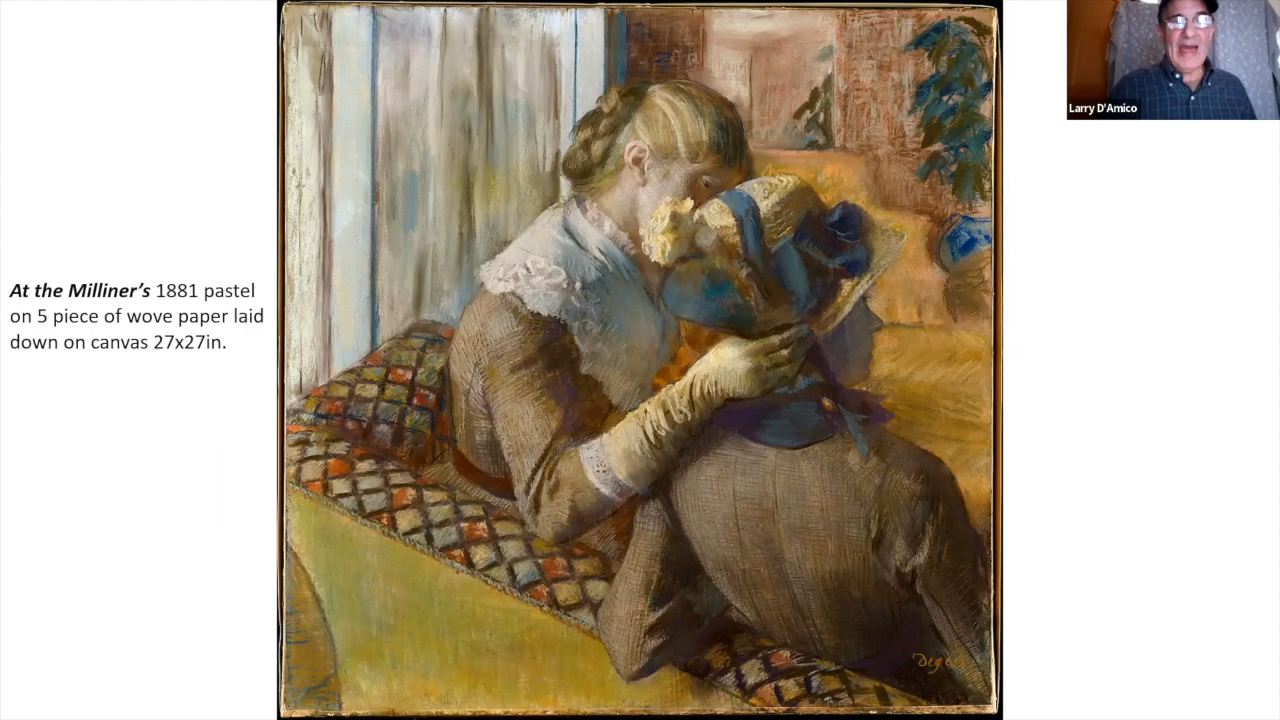 At the Milliner’s 1881 pastel
on 5 piece of wove paper laid
down on canvas 27x27in.
Larry D'Amico
Degas